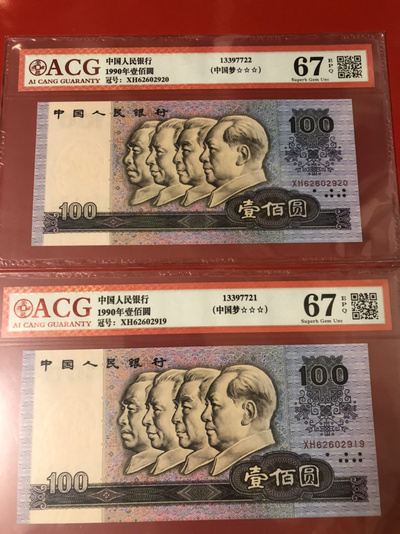 ACG
AI CANG GUARANTY
中国人民银行
1990年壹佰圆
冠号：XH62602920
13397722
(中国梦☆☆☆)
67 EPQ
Superb Gem Unc
中国人民银行
100
XH62602920
100
壹佰圆
ACG
AI CANG GUARANTY
中国人民银行
1990年壹佰圆
冠号：XH62602919
13397721
(中国梦☆☆☆)
67 EPQ
Superb Gem Unc
中国人民银行
100
XH62602919
100
壹佰圆